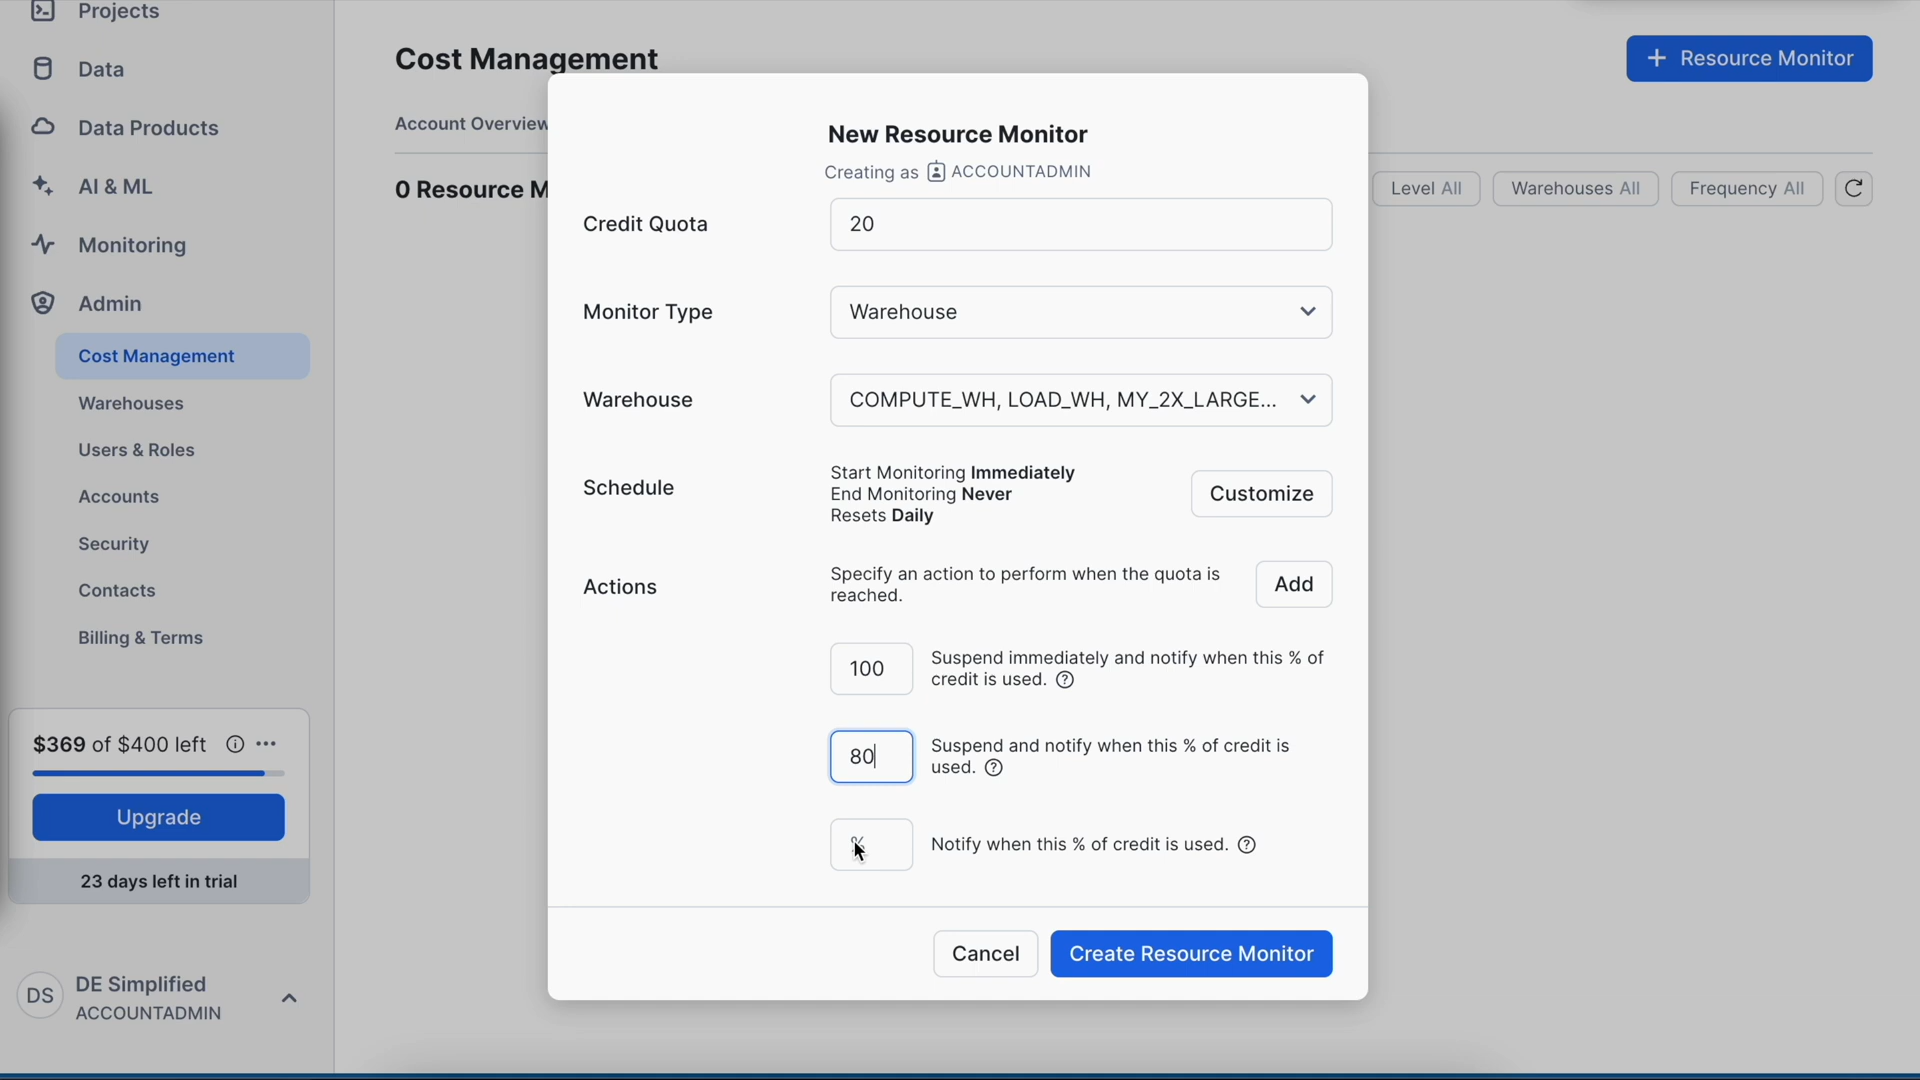 Projects
Data
Data Products
AI & ML
Monitoring
Admin
Cost Management
Warehouses
Users & Roles
Accounts
Security
Contacts
Billing & Terms
$369 of $400 left
Upgrade
23 days left in trial
DS
DE Simplified
ACCOUNTADMIN
Cost Management
+ Resource Monitor
Account Overview
0 Resource M
Level All
Warehouses All
Frequency All
New Resource Monitor
Creating as ACCOUNTADMIN
Credit Quota
20
Monitor Type
Warehouse
Warehouse
COMPUTE_WH, LOAD_WH, MY_2X_LARGE...
Schedule
Start Monitoring Immediately
End Monitoring Never
Resets Daily
Customize
Actions
Specify an action to perform when the quota is
reached.
Add
100
Suspend immediately and notify when this % of
credit is used.
80
Suspend and notify when this % of credit is
used.
%
Notify when this % of credit is used.
Cancel
Create Resource Monitor